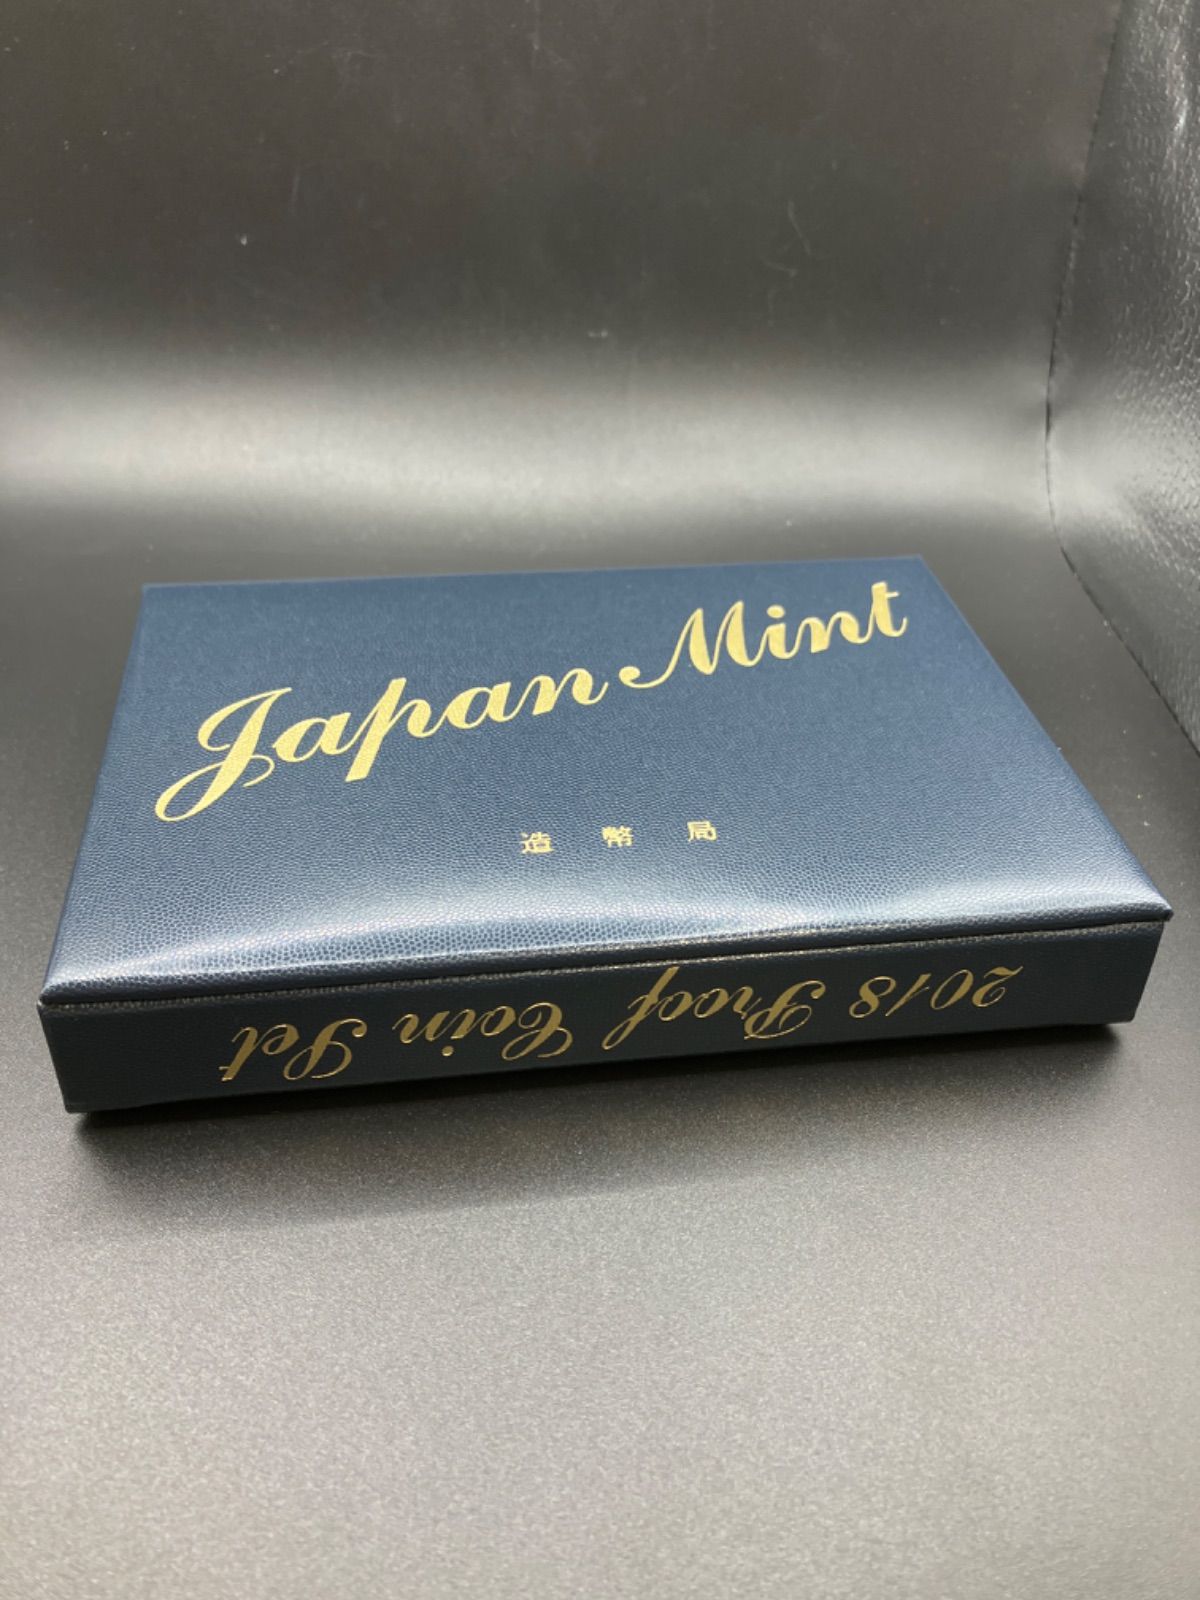 Japan Mint
造幣局
2018 Proof Coin Set